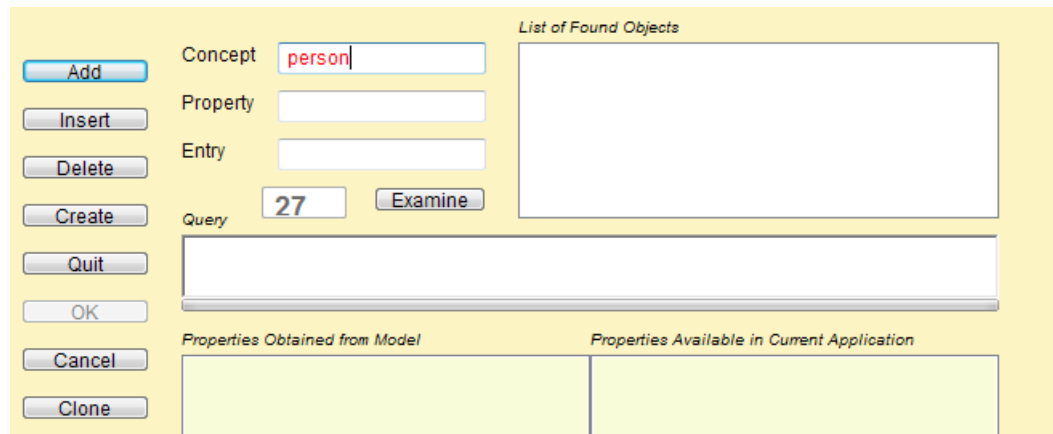 List of Found Objects
Add
Concept person
Property
Insert
Entry
Delete
27 Examine
Create
Query
Quit
OK
Properties Obtained from Model Properties Available in Current Application
Cancel
Clone